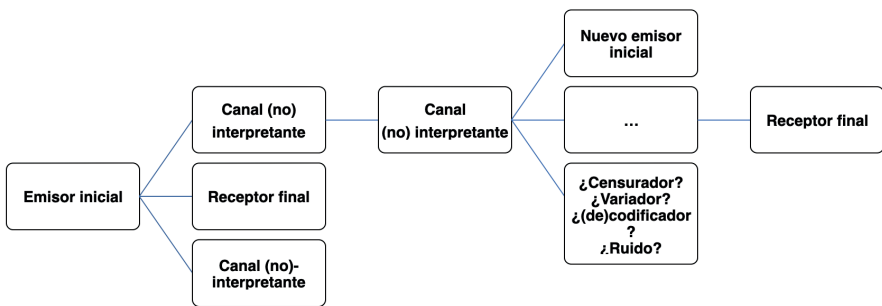 Emisor inicial
Canal (no)
interpretante
Receptor final
Canal (no)-
interpretante
Canal
(no) interpretante
Nuevo emisor
inicial
...
¿Censurador?
¿Variador?
¿(de)codificador
?
¿Ruido?
Receptor final